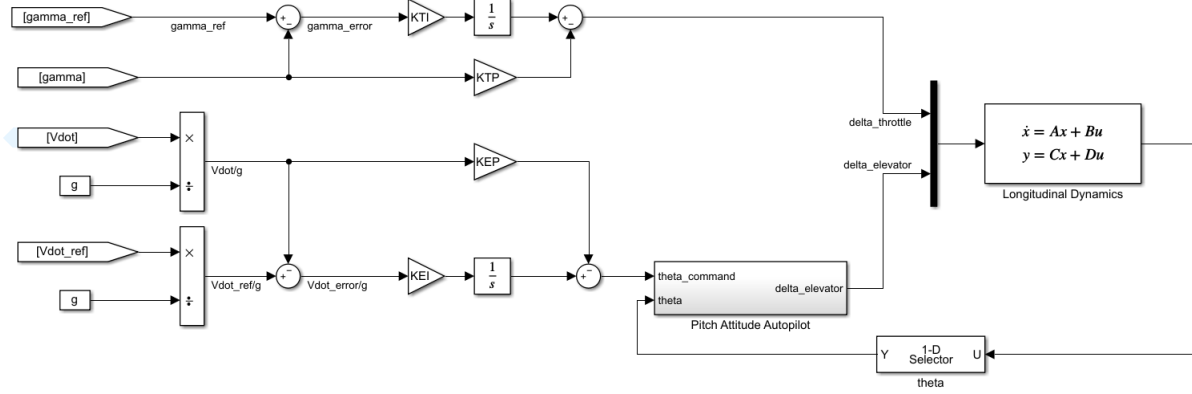 [gamma_ref]
gamma_ref
+
−
gamma_error
KTI
1
s
+
−
[gamma]
KTP
[Vdot]
×
g
÷
Vdot/g
KEP
delta_throttle
delta_elevator
ẋ = Ax + Bu
y = Cx + Du
Longitudinal Dynamics
[Vdot_ref]
×
g
÷
Vdot_ref/g
+
−
Vdot_error/g
KEI
1
s
+
−
theta_command
theta
delta_elevator
Pitch Attitude Autopilot
Y
1-D
Selector
U
theta